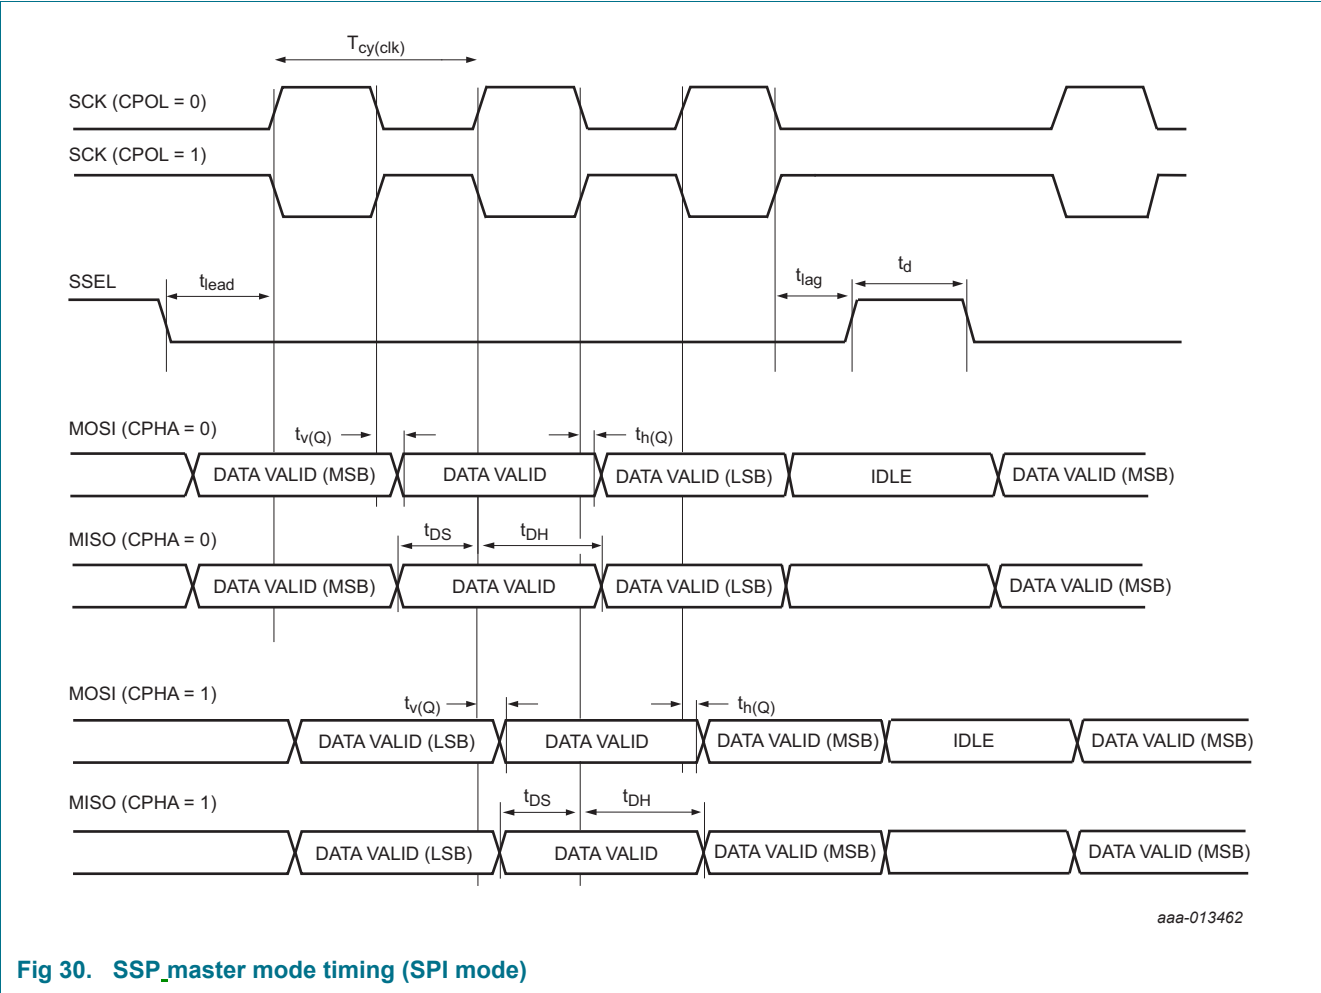 Tcy(clk)
SCK (CPOL = 0)
SCK (CPOL = 1)
SSEL
tlead
tlag
td
MOSI (CPHA = 0)
tv(Q)
th(Q)
DATA VALID (MSB)
DATA VALID
DATA VALID (LSB)
IDLE
DATA VALID (MSB)
MISO (CPHA = 0)
tDS
tDH
DATA VALID (MSB)
DATA VALID
DATA VALID (LSB)
DATA VALID (MSB)
MOSI (CPHA = 1)
tv(Q)
th(Q)
DATA VALID (LSB)
DATA VALID
DATA VALID (MSB)
IDLE
DATA VALID (MSB)
MISO (CPHA = 1)
tDS
tDH
DATA VALID (LSB)
DATA VALID
DATA VALID (MSB)
DATA VALID (MSB)
aaa-013462
Fig 30. SSP master mode timing (SPI mode)